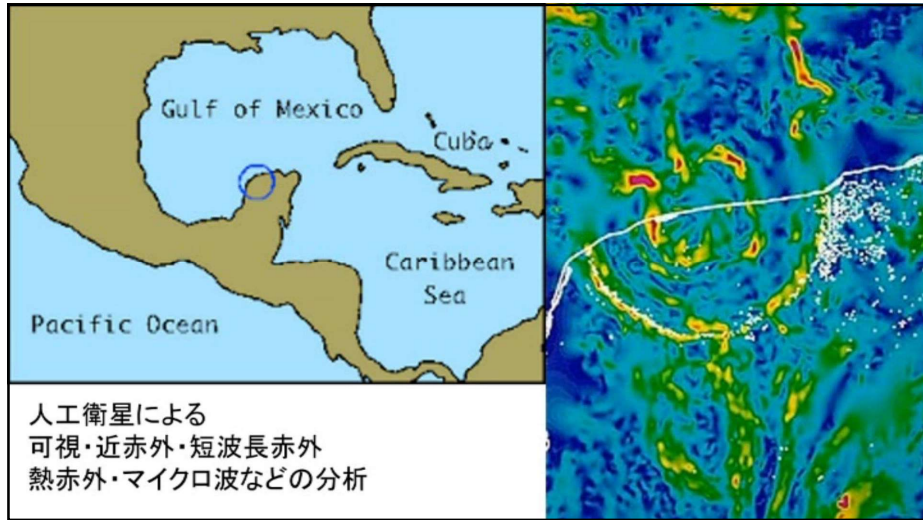 Gulf of Mexico
Cuba
Caribbean
Sea
Pacific Ocean
人工衛星による
可視・近赤外・短波長赤外
熱赤外・マイクロ波などの分析